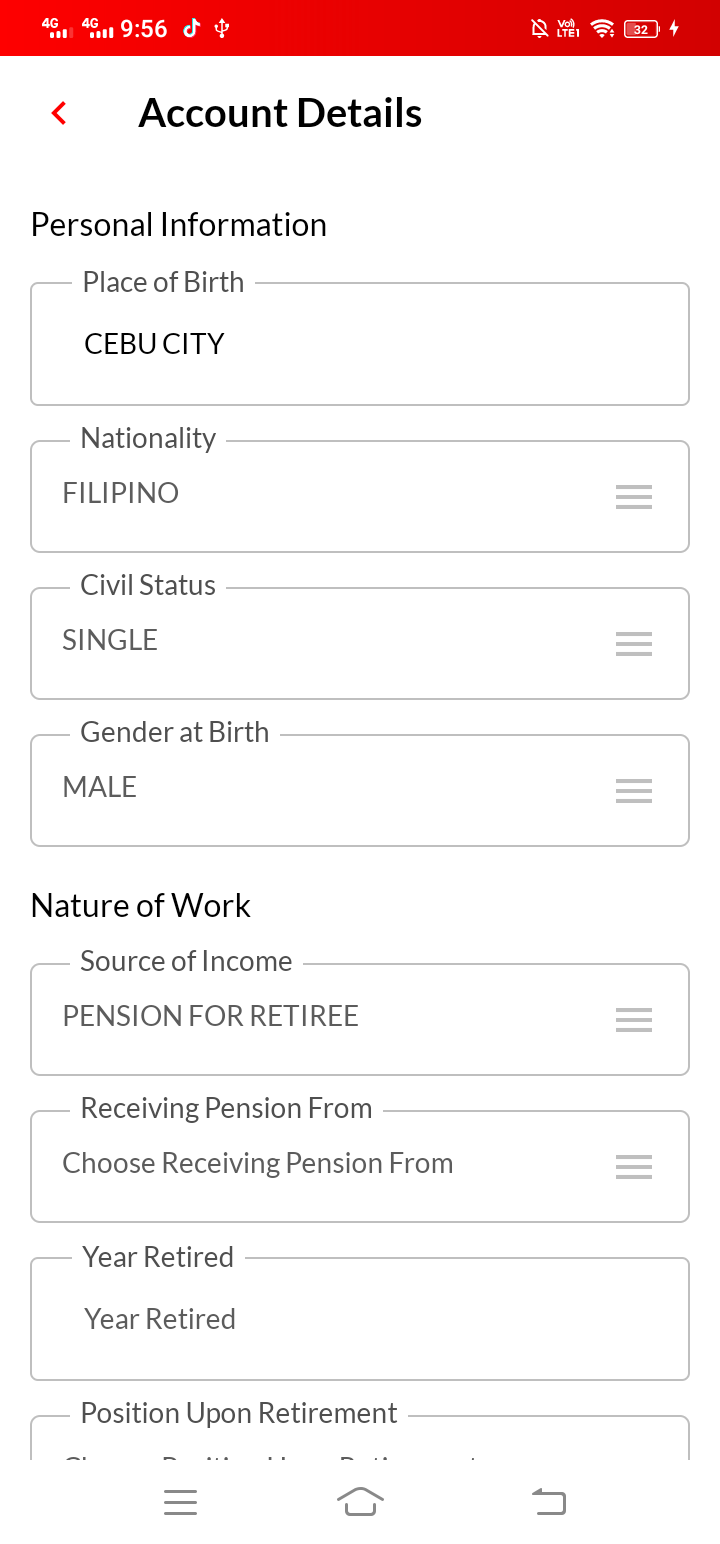 4G 4G 9:56 Vo) LTE1 32
Account Details
Personal Information
Place of Birth
CEBU CITY
Nationality
FILIPINO
Civil Status
SINGLE
Gender at Birth
MALE
Nature of Work
Source of Income
PENSION FOR RETIREE
Receiving Pension From
Choose Receiving Pension From
Year Retired
Year Retired
Position Upon Retirement